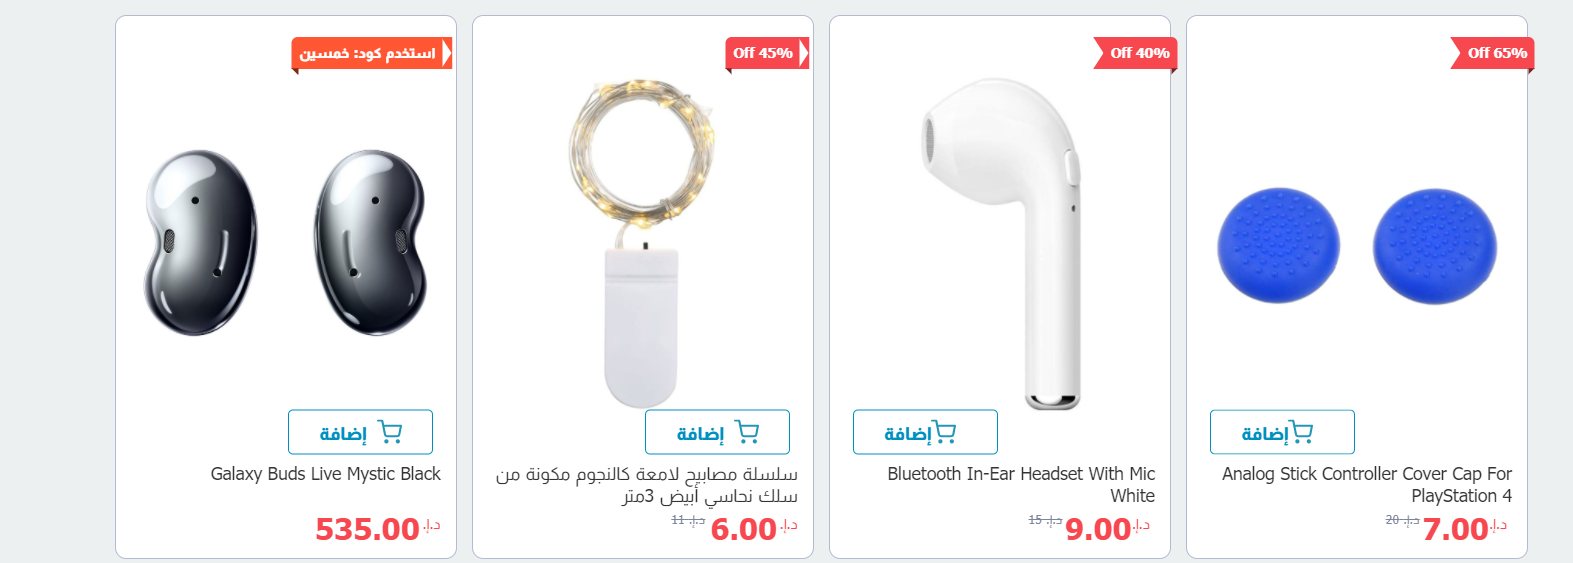 Off 65%
إضافة
Analog Stick Controller Cover Cap For
PlayStation 4
د.إ. 7.00 د.إ. 20
Off 40%
إضافة
Bluetooth In-Ear Headset With Mic
White
د.إ. 9.00 د.إ. 15
Off 45%
إضافة
سلسلة مصابيح لامعة كالنجوم مكونة من
سلك نحاسي أبيض 3متر
د.إ. 6.00 د.إ. 11
استخدم كود: خمسين
إضافة
Galaxy Buds Live Mystic Black
د.إ. 535.00